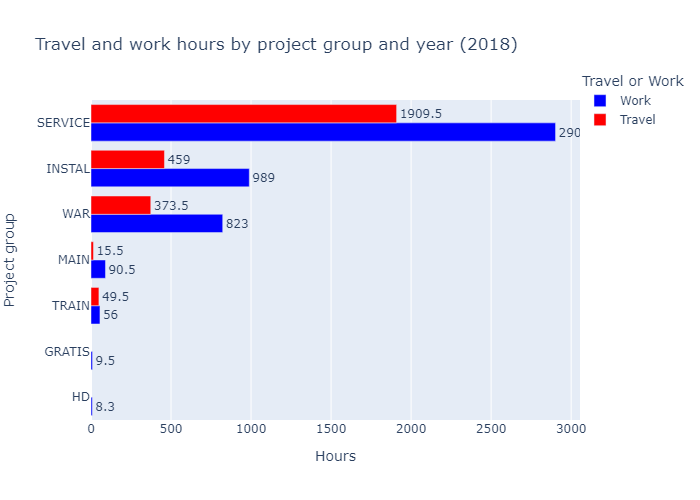 Travel and work hours by project group and year (2018)
Travel or Work
Work
Travel
Project group
SERVICE
1909.5
290
INSTAL
459
989
WAR
373.5
823
MAIN
15.5
90.5
TRAIN
49.5
56
GRATIS
9.5
HD
8.3
0 500 1000 1500 2000 2500 3000
Hours